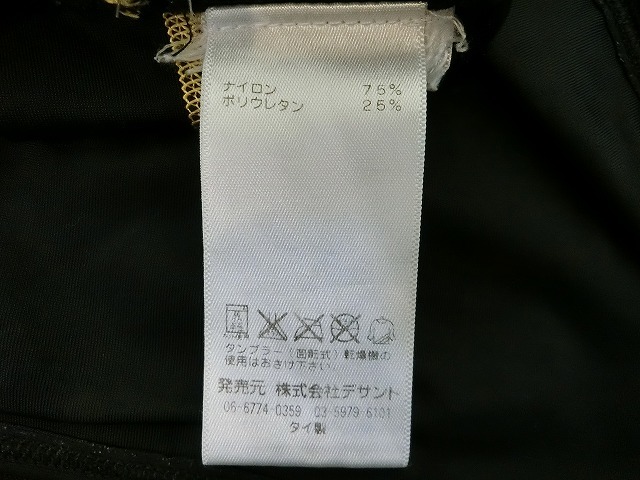 ナイロン 75%
ポリウレタン 25%
タンブラー(回転式)乾燥機の
使用はおさけ下さい
発売元 株式会社デサント
06-6774-0359 03-5979-6101
タイ製